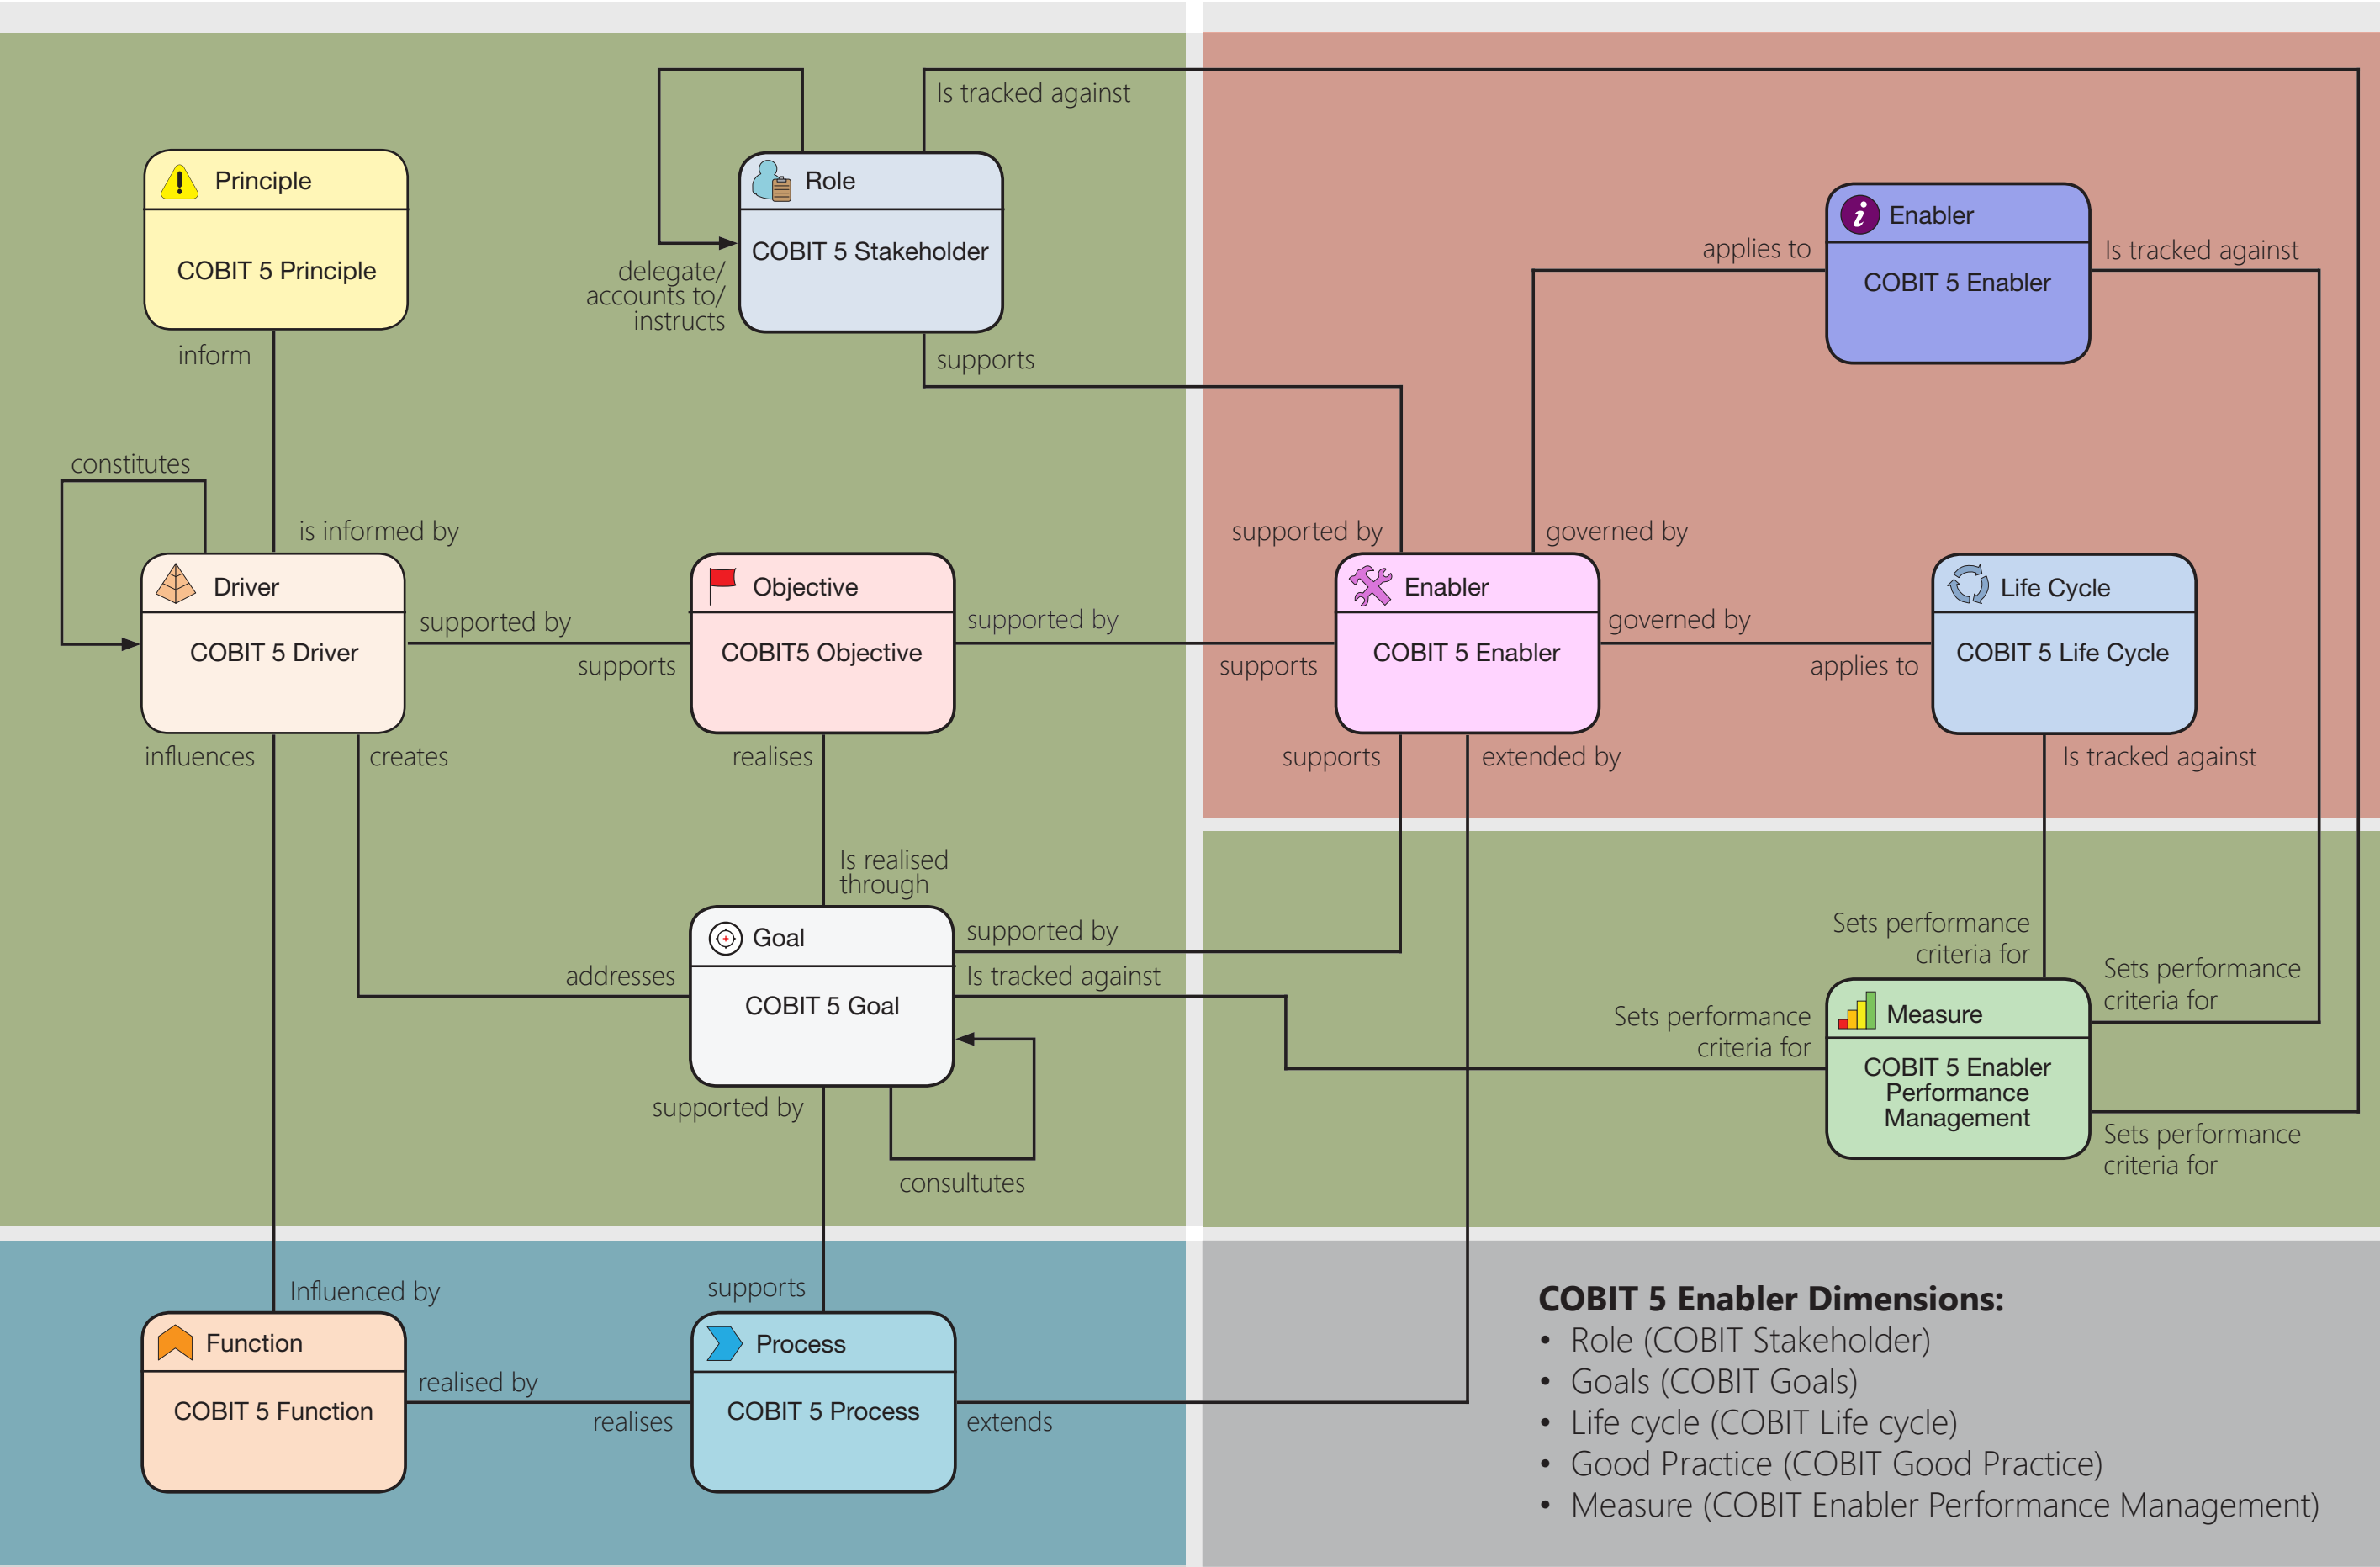 Is tracked against
Principle
COBIT 5 Principle
Role
COBIT 5 Stakeholder
delegate/
accounts to/
instructs
Enabler
COBIT 5 Enabler
applies to
Is tracked against
inform
supports
constitutes
is informed by
supported by
governed by
Driver
COBIT 5 Driver
supported by
supports
Objective
COBIT5 Objective
supported by
supports
Enabler
COBIT 5 Enabler
governed by
applies to
Life Cycle
COBIT 5 Life Cycle
influences
creates
realises
supports
extended by
Is tracked against
Is realised
through
Goal
COBIT 5 Goal
addresses
supported by
Is tracked against
Sets performance
criteria for
Sets performance
criteria for
Sets performance
criteria for
Measure
COBIT 5 Enabler
Performance
Management
Sets performance
criteria for
supported by
consultutes
Influenced by
supports
Function
COBIT 5 Function
realised by
realises
Process
COBIT 5 Process
extends
COBIT 5 Enabler Dimensions:
• Role (COBIT Stakeholder)
• Goals (COBIT Goals)
• Life cycle (COBIT Life cycle)
• Good Practice (COBIT Good Practice)
• Measure (COBIT Enabler Performance Management)